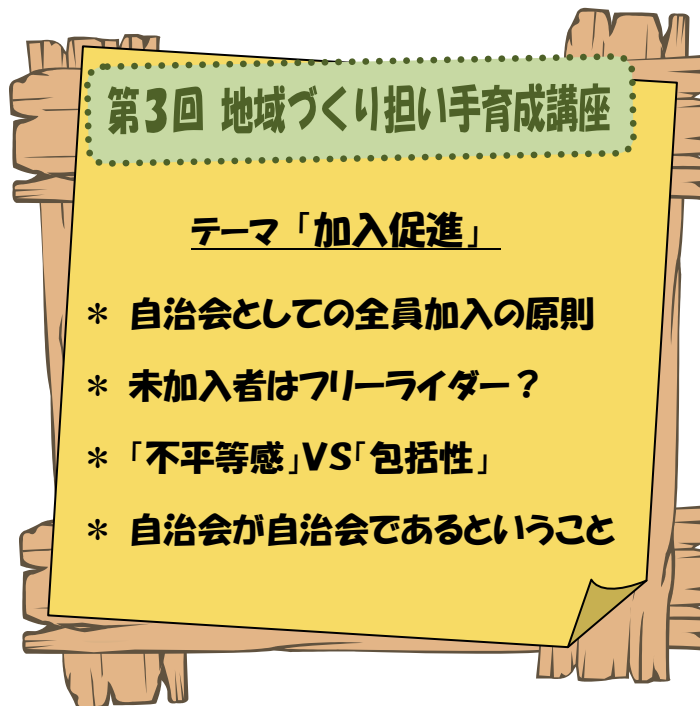 第3回 地域づくり担い手育成講座
テーマ「加入促進」
＊ 自治会としての全員加入の原則
＊ 未加入者はフリーライダー？
＊「不平等感」VS「包括性」
＊ 自治会が自治会であるということ